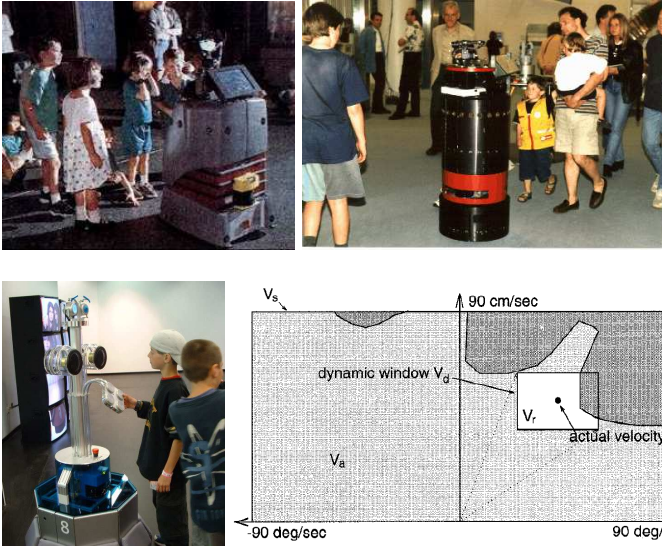 8
Vs
90 cm/sec
dynamic window Vd
Vr
actual velocity
Va
-90 deg/sec
90 deg/